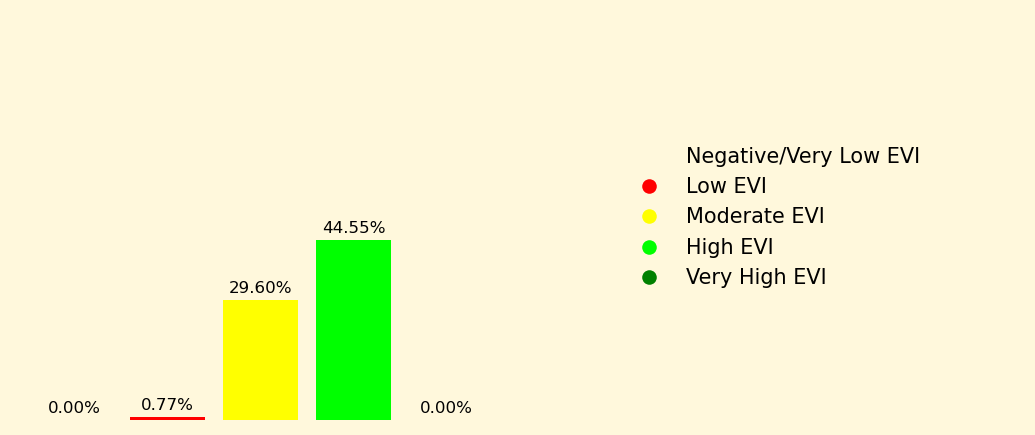 44.55%
29.60%
0.00%
0.77%
0.00%
Negative/Very Low EVI
Low EVI
Moderate EVI
High EVI
Very High EVI